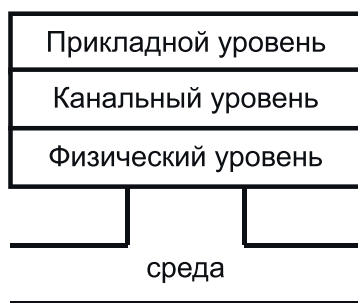 Прикладной уровень
Канальный уровень
Физический уровень
среда